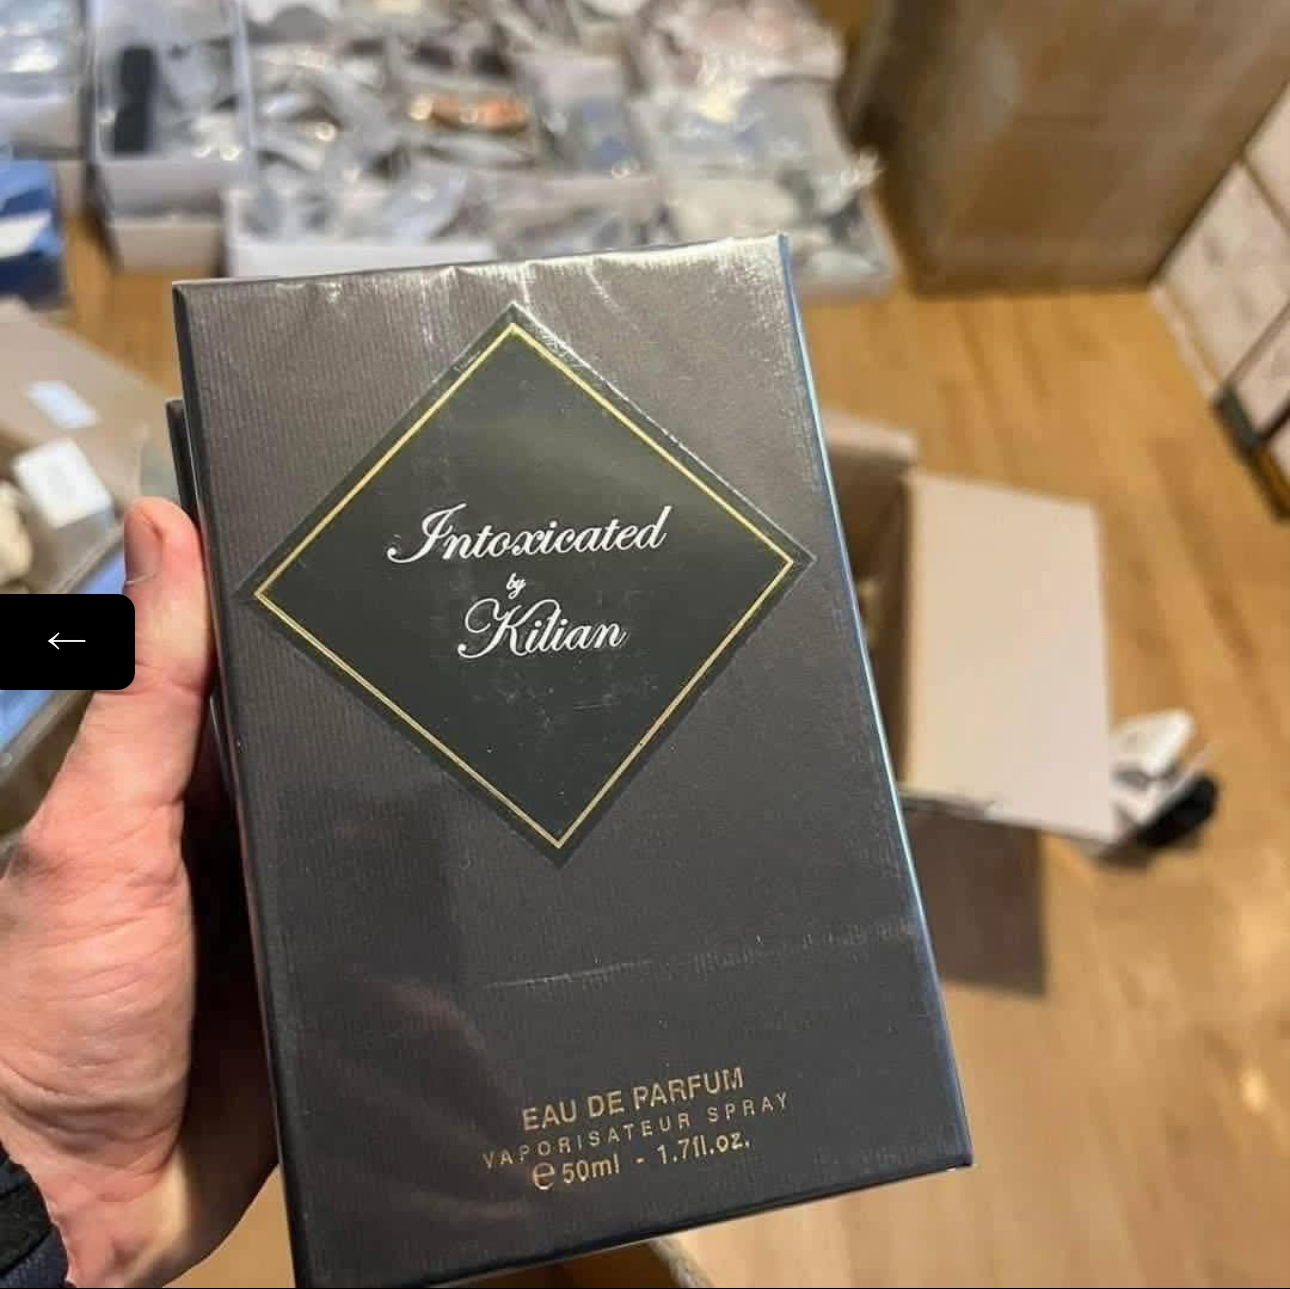 Intoxicated
by
Kilian
EAU DE PARFUM
VAPORISATEUR SPRAY
℮ 50ml - 1.7fl.oz.